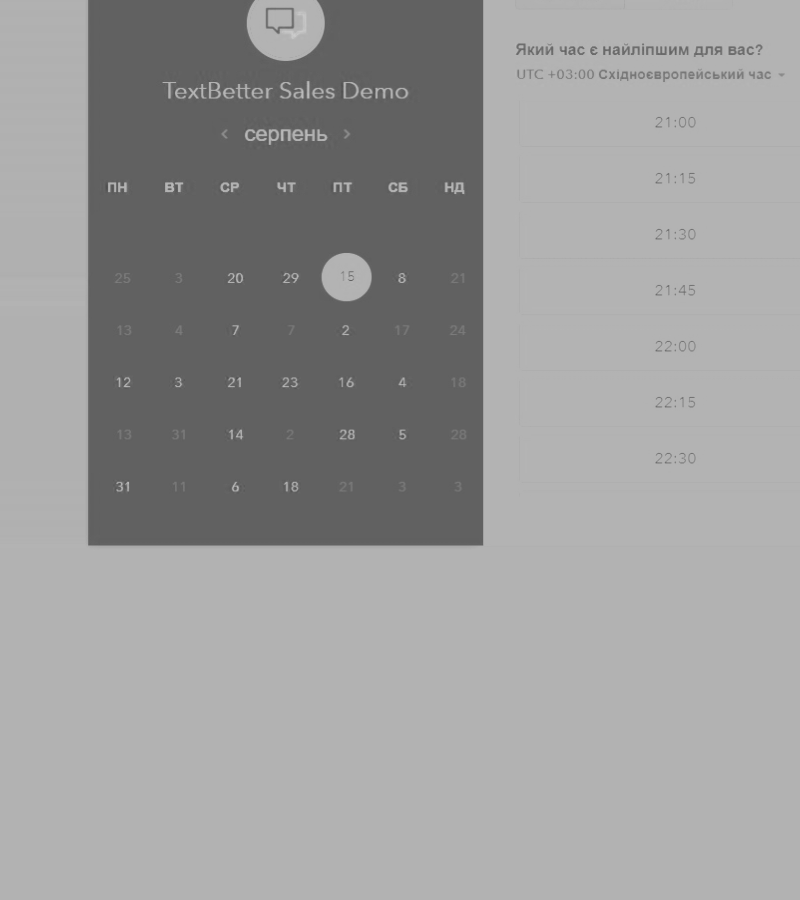 TextBetter Sales Demo
серпень
ПН ВТ СР ЧТ ПТ СБ НД
25 3 20 29 15 8 21
13 4 7 7 2 17 24
12 3 21 23 16 4 18
13 31 14 2 28 5 28
31 11 6 18 21 3 3
Який час є найліпшим для вас?
UTC +03:00 Східноєвропейський час
21:00
21:15
21:30
21:45
22:00
22:15
22:30